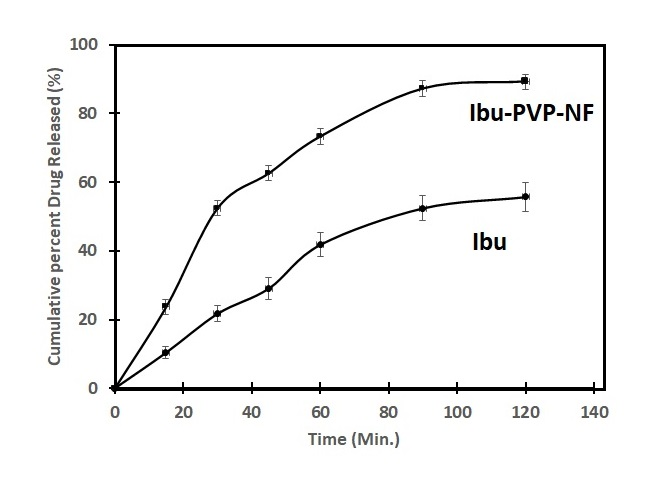 100
80
60
40
20
0
Cumulative percent Drug Released (%)
Ibu-PVP-NF
Ibu
0 20 40 60 80 100 120 140
Time (Min.)